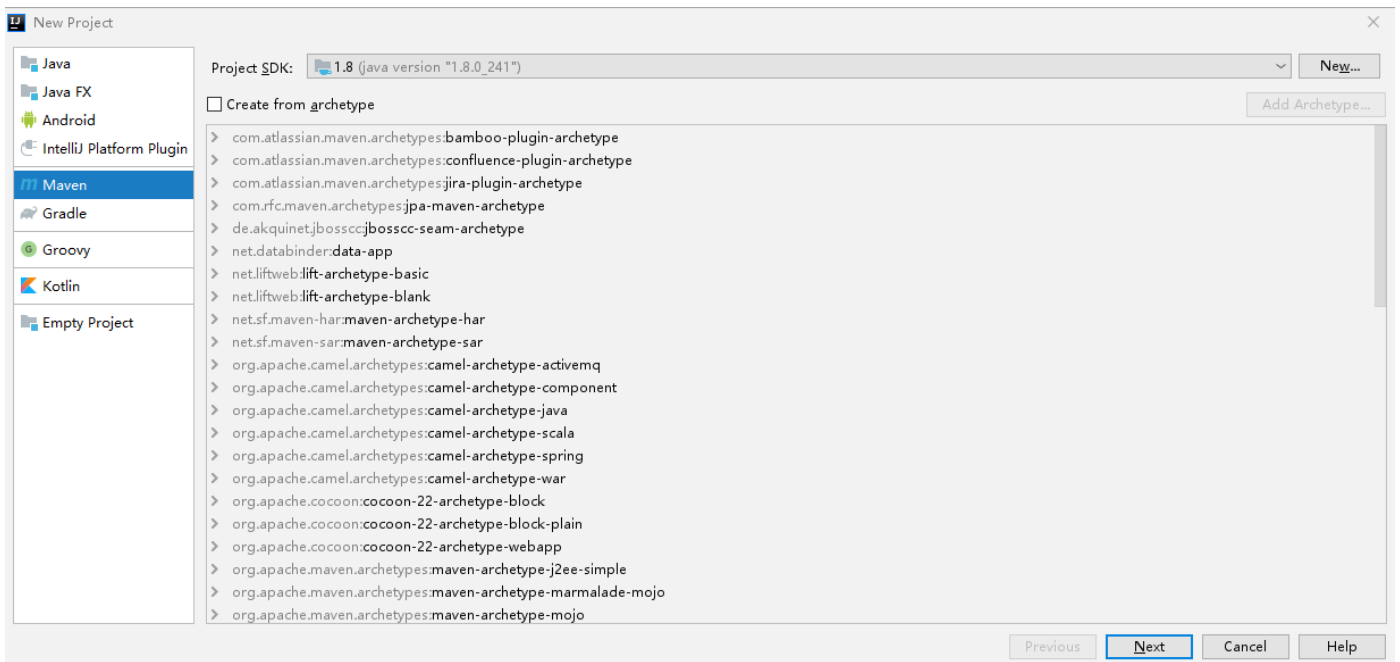 New Project
Java
Java FX
Android
IntelliJ Platform Plugin
Maven
Gradle
Groovy
Kotlin
Empty Project
Project SDK: 1.8 (java version "1.8.0_241") New...
Create from archetype Add Archetype...
com.atlassian.maven.archetypes:bamboo-plugin-archetype
com.atlassian.maven.archetypes:confluence-plugin-archetype
com.atlassian.maven.archetypes:jira-plugin-archetype
com.rfc.maven.archetypes:jpa-maven-archetype
de.akquinet.jbosscc:jbosscc-seam-archetype
net.databinder:data-app
net.liftweb:lift-archetype-basic
net.liftweb:lift-archetype-blank
net.sf.maven-har:maven-archetype-har
net.sf.maven-sar:maven-archetype-sar
org.apache.camel.archetypes:camel-archetype-activemq
org.apache.camel.archetypes:camel-archetype-component
org.apache.camel.archetypes:camel-archetype-java
org.apache.camel.archetypes:camel-archetype-scala
org.apache.camel.archetypes:camel-archetype-spring
org.apache.camel.archetypes:camel-archetype-war
org.apache.cocoon:cocoon-22-archetype-block
org.apache.cocoon:cocoon-22-archetype-block-plain
org.apache.cocoon:cocoon-22-archetype-webapp
org.apache.maven.archetypes:maven-archetype-j2ee-simple
org.apache.maven.archetypes:maven-archetype-marmalade-mojo
org.apache.maven.archetypes:maven-archetype-mojo
Previous Next Cancel Help